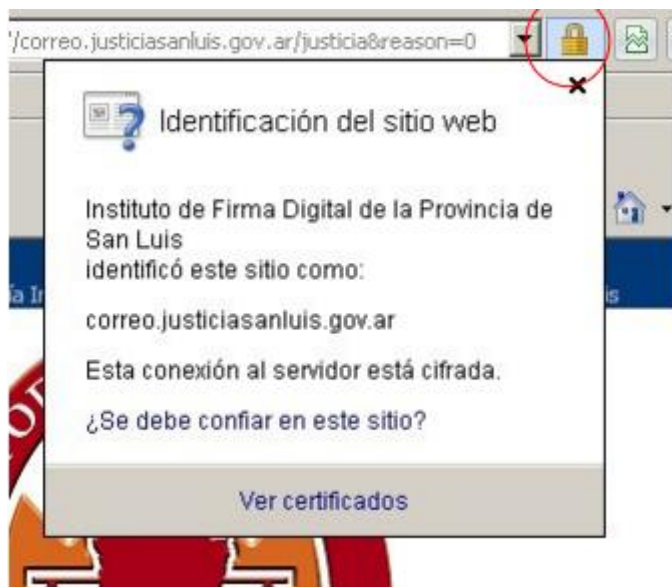 /correo.justiciasanluis.gov.ar/justicia&reason=0
Identificación del sitio web
Instituto de Firma Digital de la Provincia de
San Luis
identificó este sitio como:
correo.justiciasanluis.gov.ar
Esta conexión al servidor está cifrada.
¿Se debe confiar en este sitio?
Ver certificados